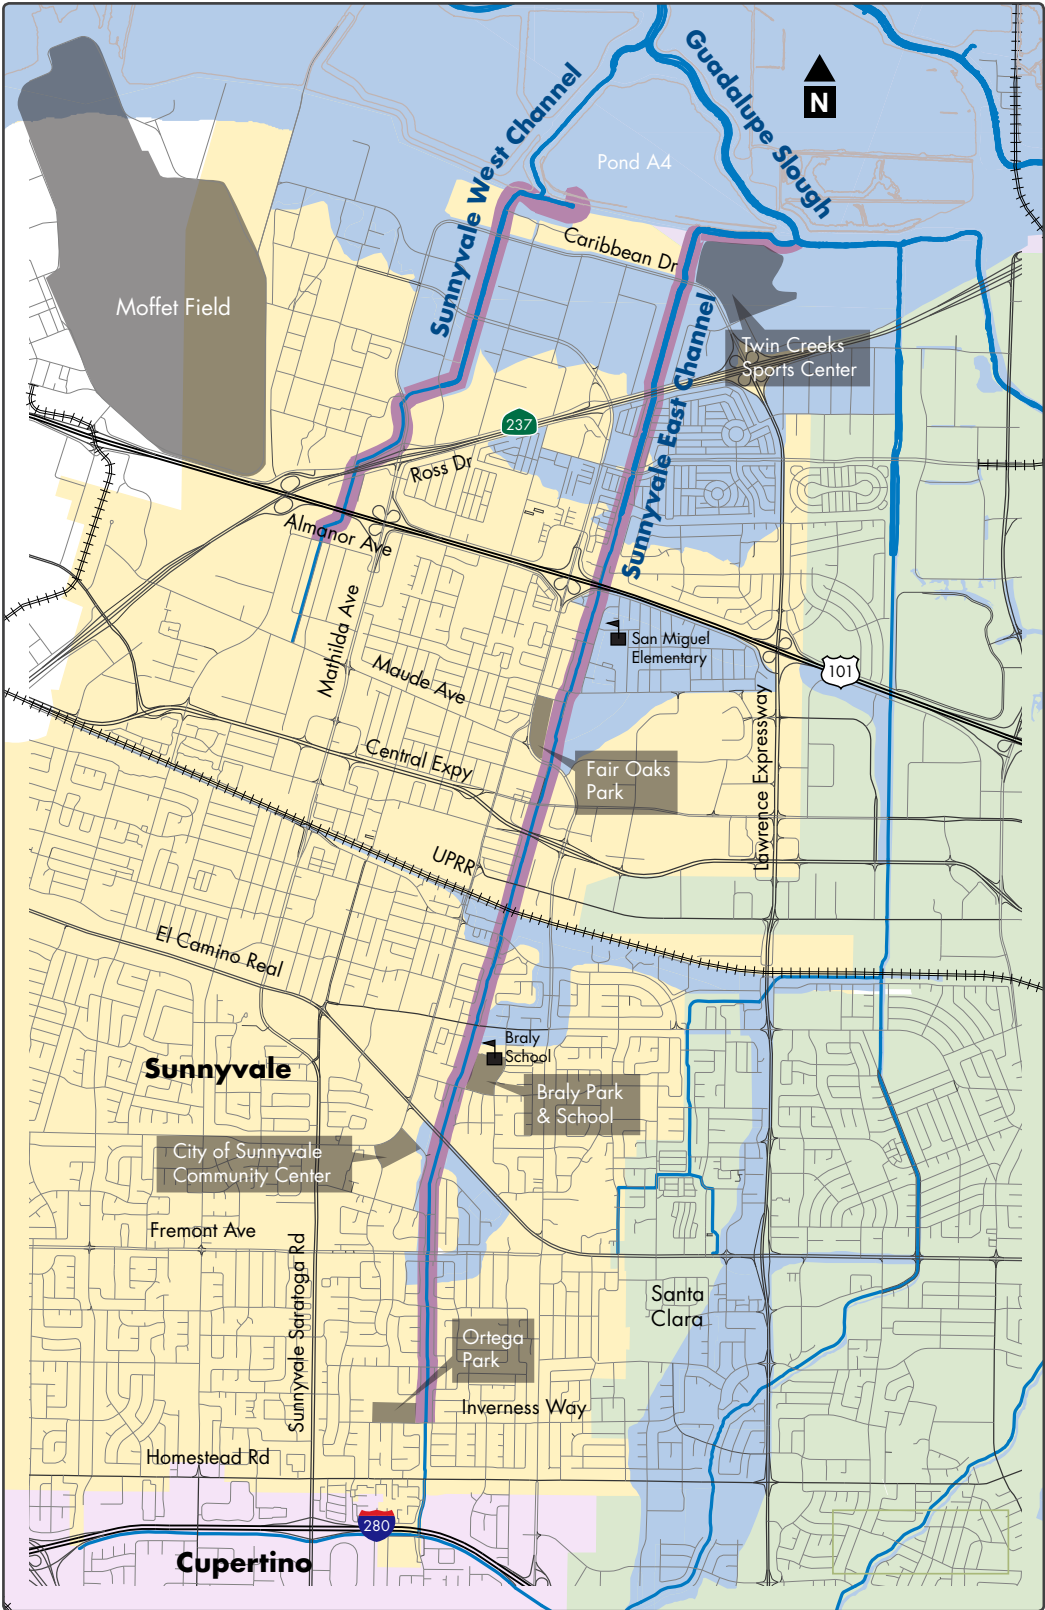 Guadalupe Slough
N
Sunnyvale West Channel
Pond A4
Caribbean Dr
Moffet Field
Sunnyvale East Channel
Twin Creeks
Sports Center
237
Ross Dr
Almanor Ave
Mathilda Ave
San Miguel
Elementary
101
Maude Ave
Lawrence Expressway
Central Expy
Fair Oaks
Park
UPRR
El Camino Real
Braly
School
Sunnyvale
Braly Park
& School
City of Sunnyvale
Community Center
Fremont Ave
Sunnyvale Saratoga Rd
Santa
Clara
Ortega
Park
Inverness Way
Homestead Rd
280
Cupertino